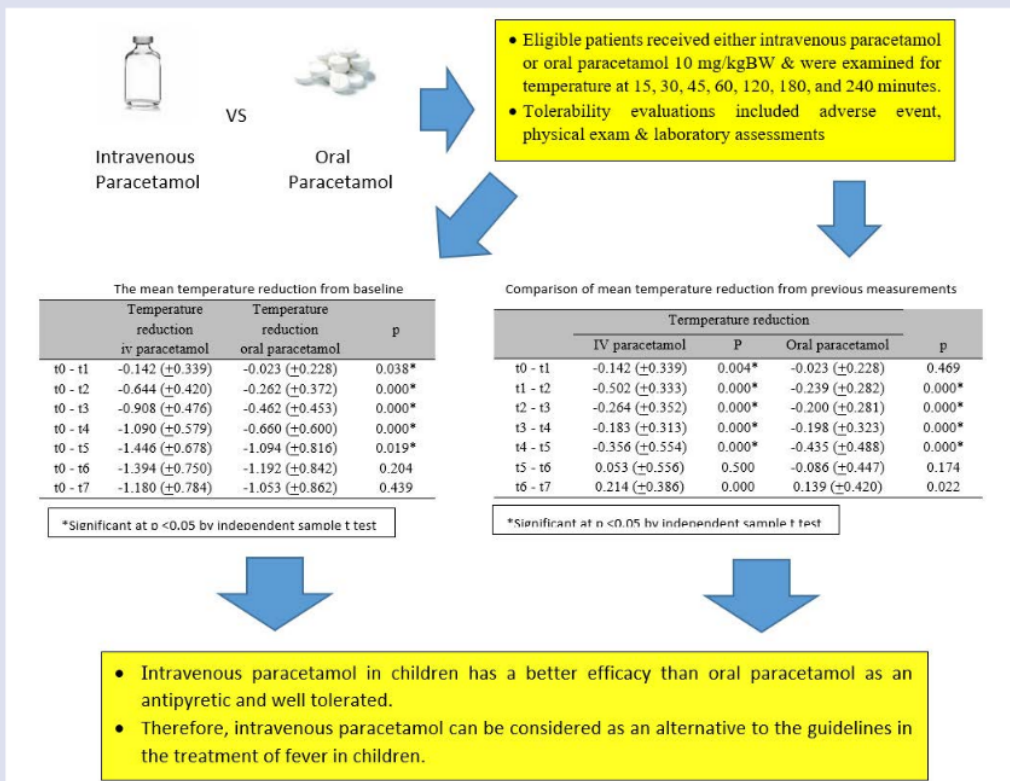 • Eligible patients received either intravenous paracetamol
or oral paracetamol 10 mg/kgBW & were examined for
temperature at 15, 30, 45, 60, 120, 180, and 240 minutes.
• Tolerability evaluations included adverse event,
physical exam & laboratory assessments
VS
Intravenous
Paracetamol
Oral
Paracetamol
The mean temperature reduction from baseline
Temperature reduction iv paracetamol Temperature reduction oral paracetamol p
t0 - t1 -0.142 (±0.339) -0.023 (±0.228) 0.038*
t0 - t2 -0.644 (±0.420) -0.262 (±0.372) 0.000*
t0 - t3 -0.908 (±0.476) -0.462 (±0.453) 0.000*
t0 - t4 -1.090 (±0.579) -0.660 (±0.600) 0.000*
t0 - t5 -1.446 (±0.678) -1.094 (±0.816) 0.019*
t0 - t6 -1.394 (±0.750) -1.192 (±0.842) 0.204
t0 - t7 -1.180 (±0.784) -1.053 (±0.862) 0.439
*Significant at p <0.05 by independent sample t test
Comparison of mean temperature reduction from previous measurements
Termperature reduction
IV paracetamol P Oral paracetamol p
t0 - t1 -0.142 (±0.339) 0.004* -0.023 (±0.228) 0.469
t1 - t2 -0.502 (±0.333) 0.000* -0.239 (±0.282) 0.000*
t2 - t3 -0.264 (±0.352) 0.000* -0.200 (±0.281) 0.000*
t3 - t4 -0.183 (±0.313) 0.000* -0.198 (±0.323) 0.000*
t4 - t5 -0.356 (±0.554) 0.000* -0.435 (±0.488) 0.000*
t5 - t6 0.053 (±0.556) 0.500 -0.086 (±0.447) 0.174
t6 - t7 0.214 (±0.386) 0.000 0.139 (±0.420) 0.022
*Significant at p <0.05 by independent sample t test
• Intravenous paracetamol in children has a better efficacy than oral paracetamol as an
antipyretic and well tolerated.
• Therefore, intravenous paracetamol can be considered as an alternative to the guidelines in
the treatment of fever in children.